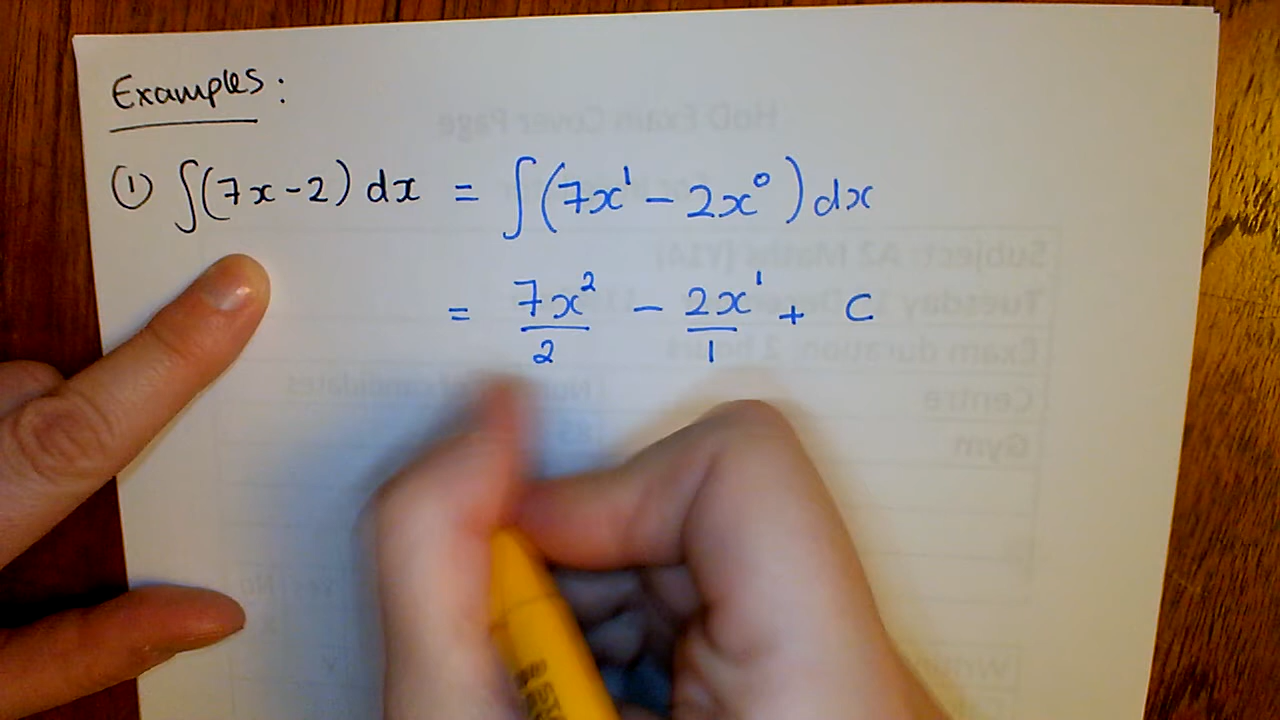 Examples:
① ∫(7x-2) dx = ∫(7x¹ - 2x⁰) dx
= 7x²/2 - 2x¹/1 + c